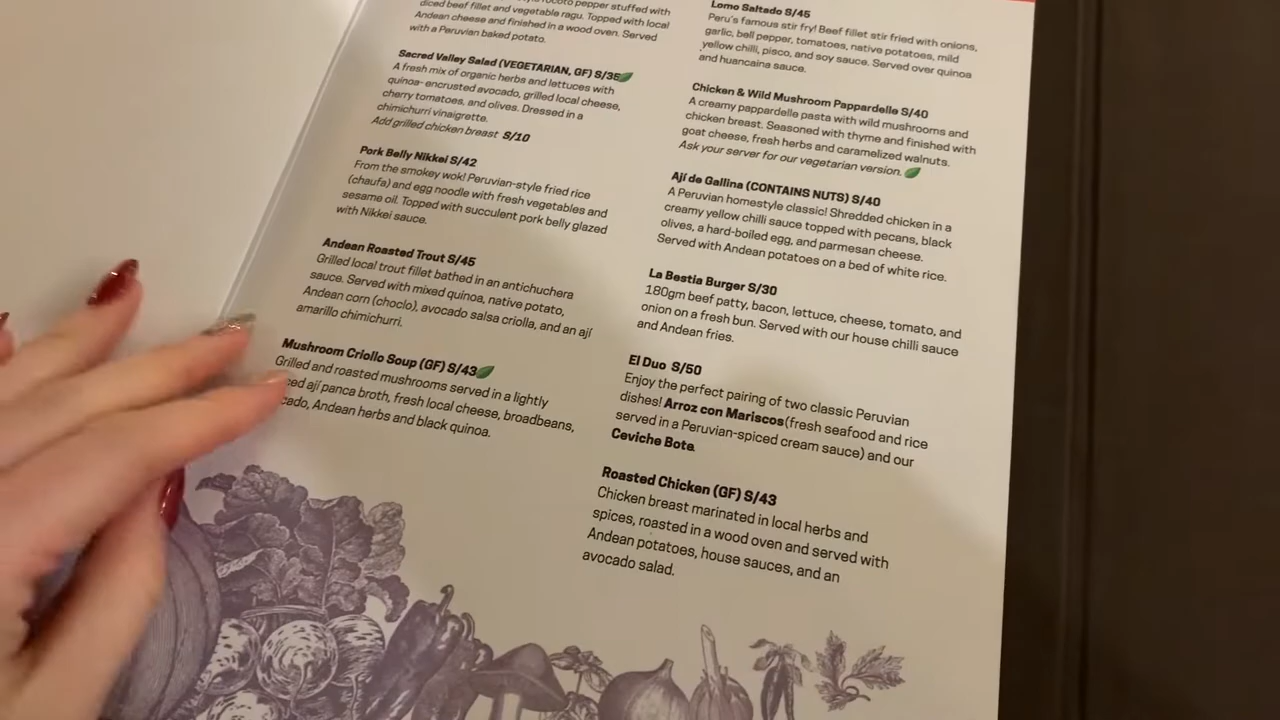 rocoto pepper stuffed with
diced beef fillet and vegetable ragu. Topped with local
Andean cheese and finished in a wood oven. Served
with a Peruvian baked potato.
Sacred Valley Salad (VEGETARIAN, GF) S/35
A fresh mix of organic herbs and lettuces with
quinoa- encrusted avocado, grilled local cheese,
cherry tomatoes, and olives. Dressed in a
chimichurri vinaigrette.
Add grilled chicken breast S/10
Pork Belly Nikkei S/42
From the smokey wok! Peruvian-style fried rice
(chaufa) and egg noodle with fresh vegetables and
sesame oil. Topped with succulent pork belly glazed
with Nikkei sauce.
Andean Roasted Trout S/45
Grilled local trout fillet bathed in an antichuchera
sauce. Served with mixed quinoa, native potato,
Andean corn (choclo), avocado salsa criolla, and an ají
amarillo chimichurri.
Mushroom Criollo Soup (GF) S/43
Grilled and roasted mushrooms served in a lightly
ají panca broth, fresh local cheese, broadbeans,
Andean herbs and black quinoa.
Lomo Saltado S/45
Peru's famous stir fry! Beef fillet stir fried with onions,
garlic, bell pepper, tomatoes, native potatoes, mild
yellow chilli, pisco, and soy sauce. Served over quinoa
and huancaina sauce.
Chicken & Wild Mushroom Pappardelle S/40
A creamy pappardelle pasta with wild mushrooms and
chicken breast. Seasoned with thyme and finished with
goat cheese, fresh herbs and caramelized walnuts.
Ask your server for our vegetarian version.
Ají de Gallina (CONTAINS NUTS) S/40
A Peruvian homestyle classic! Shredded chicken in a
creamy yellow chilli sauce topped with pecans, black
olives, a hard-boiled egg, and parmesan cheese.
Served with Andean potatoes on a bed of white rice.
La Bestia Burger S/30
180gm beef patty, bacon, lettuce, cheese, tomato, and
onion on a fresh bun. Served with our house chilli sauce
and Andean fries.
El Duo S/50
Enjoy the perfect pairing of two classic Peruvian
dishes! Arroz con Mariscos(fresh seafood and rice
served in a Peruvian-spiced cream sauce) and our
Ceviche Bota.
Roasted Chicken (GF) S/43
Chicken breast marinated in local herbs and
spices, roasted in a wood oven and served with
Andean potatoes, house sauces, and an
avocado salad.